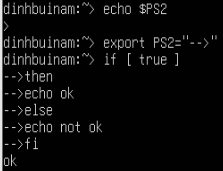 dinhbuinam:~> echo $PS2
>
dinhbuinam:~> export PS2="-->"
dinhbuinam:~> if [ true ]
-->then
-->echo ok
-->else
-->echo not ok
-->fi
ok